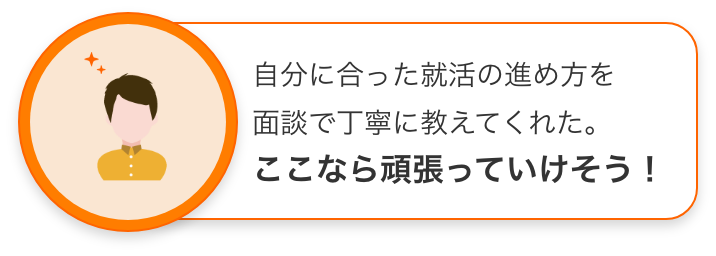 自分に合った就活の進め方を
面談で丁寧に教えてくれた。
ここなら頑張っていけそう！